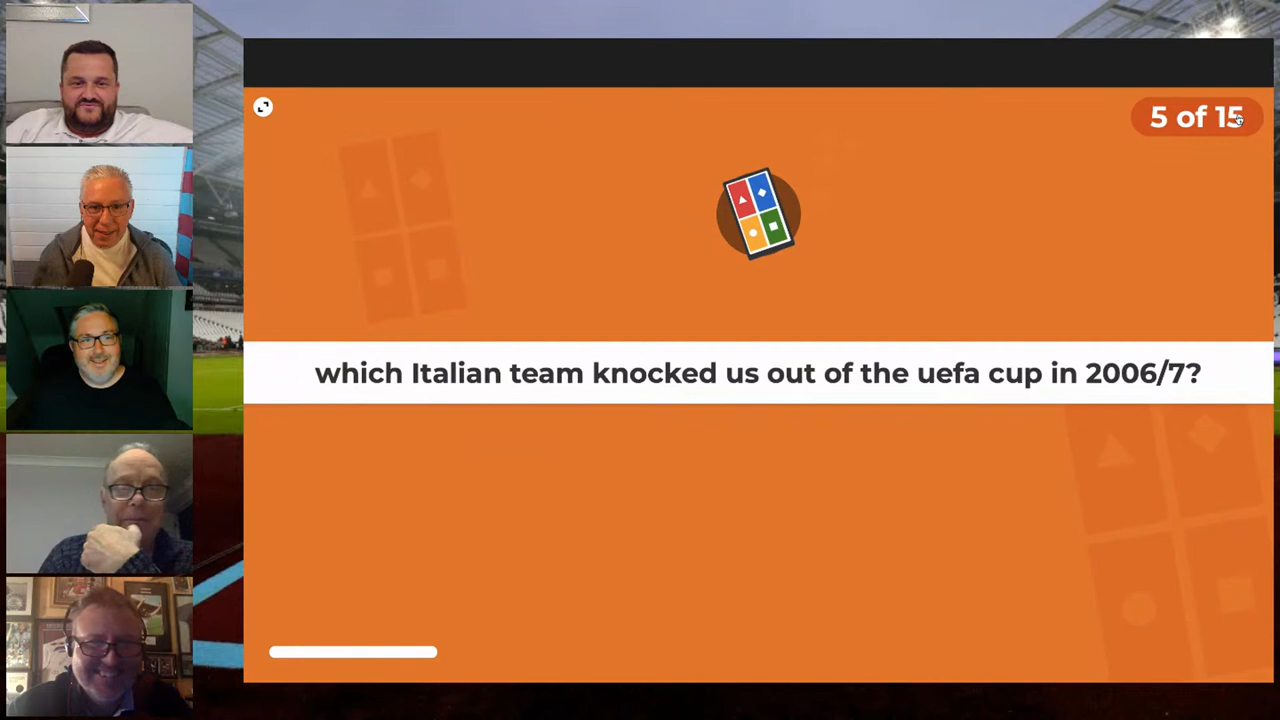 5 of 15
which Italian team knocked us out of the uefa cup in 2006/7?